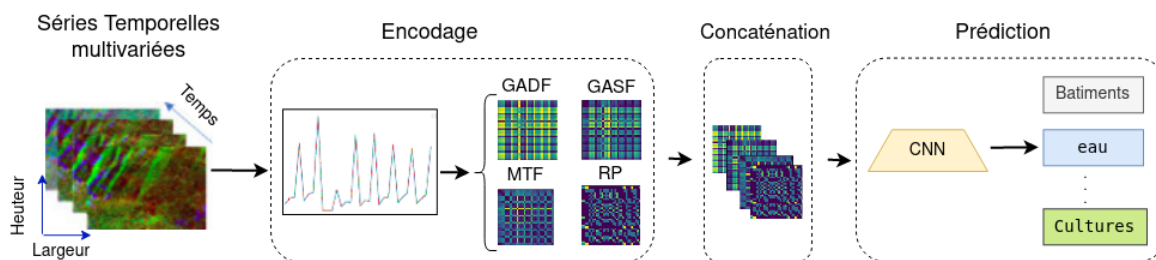 Séries Temporelles
multivariées
Encodage
Concaténation
Prédiction
Temps
Heuteur
Largeur
GADF
GASF
MTF
RP
CNN
Batiments
eau
Cultures